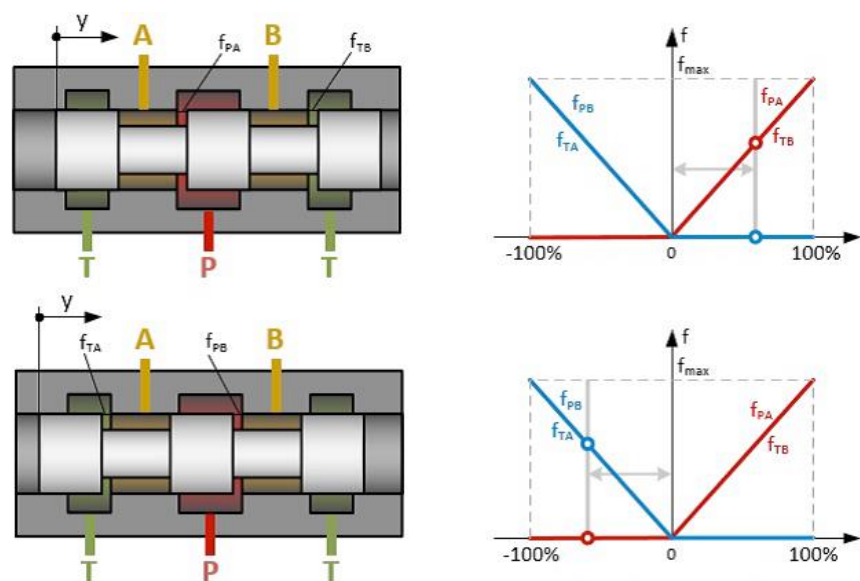 y
A
B
f_PA
f_TB
T
P
T
f
f_max
f_PB
f_PA
f_TA
f_TB
-100%
0
100%
y
A
B
f_TA
f_PB
T
P
T
f
f_max
f_PB
f_PA
f_TA
f_TB
-100%
0
100%